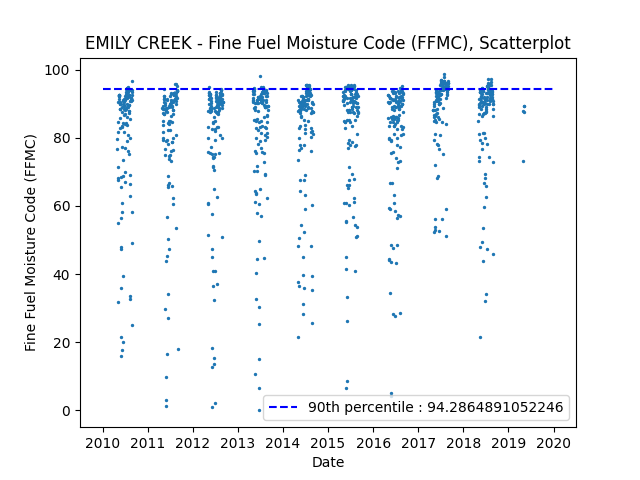 EMILY CREEK - Fine Fuel Moisture Code (FFMC), Scatterplot
Fine Fuel Moisture Code (FFMC)
100
80
60
40
20
0
90th percentile : 94.2864891052246
2010 2011 2012 2013 2014 2015 2016 2017 2018 2019 2020
Date